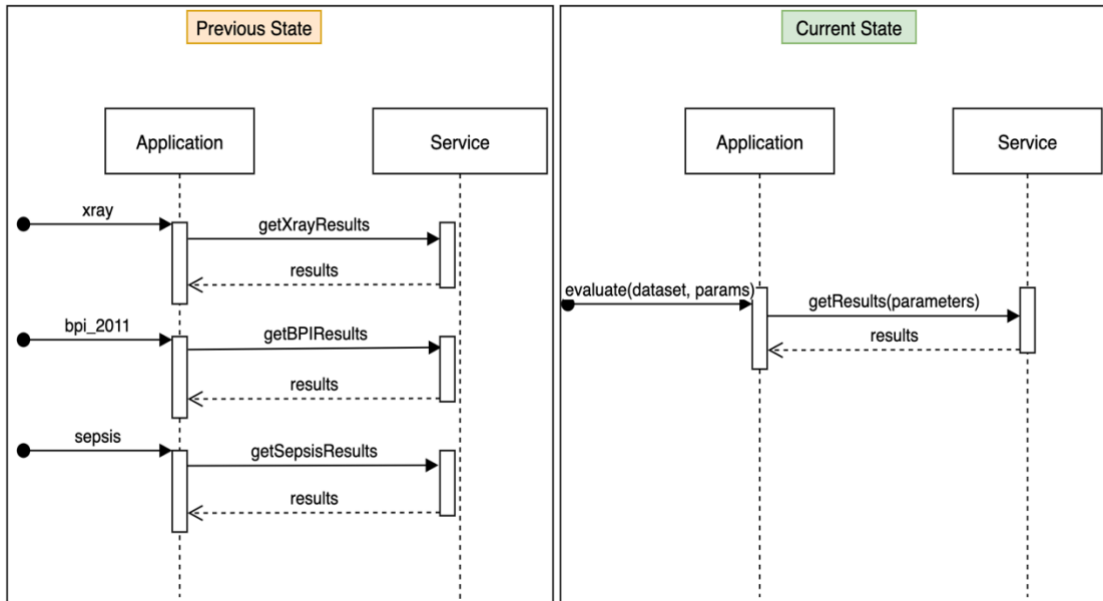 Previous State
Application
Service
xray
getXrayResults
results
bpi_2011
getBPIResults
results
sepsis
getSepsisResults
results
Current State
Application
Service
evaluate(dataset, params)
getResults(parameters)
results